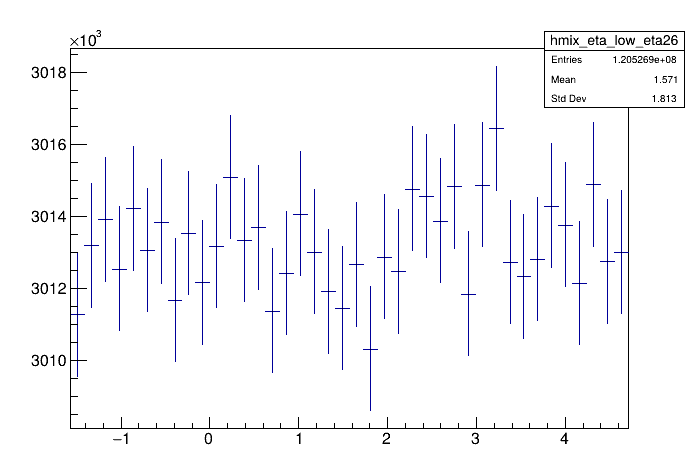 ×10³
hmix_eta_low_eta26
Entries 1.205269e+08
Mean 1.571
Std Dev 1.813
3018
3016
3014
3012
3010
−1 0 1 2 3 4